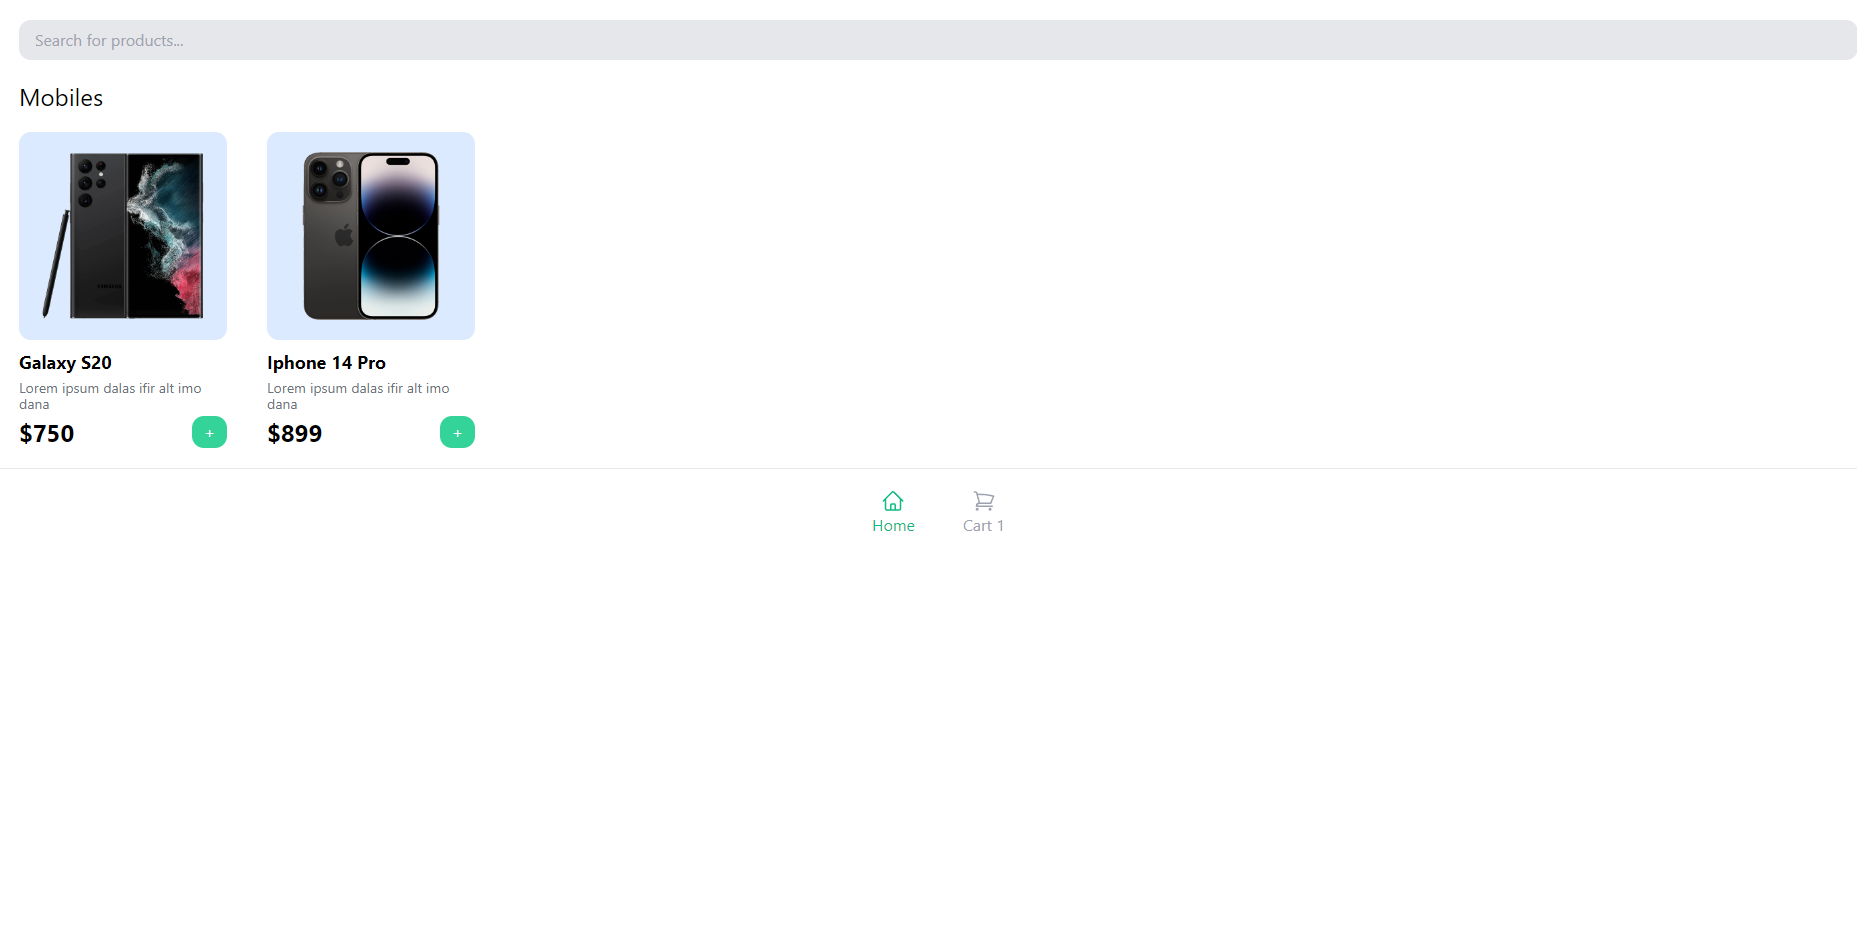 Search for products...
Mobiles
Galaxy S20
Lorem ipsum dalas ifir alt imo
dana
$750
+
Iphone 14 Pro
Lorem ipsum dalas ifir alt imo
dana
$899
+
Home
Cart 1